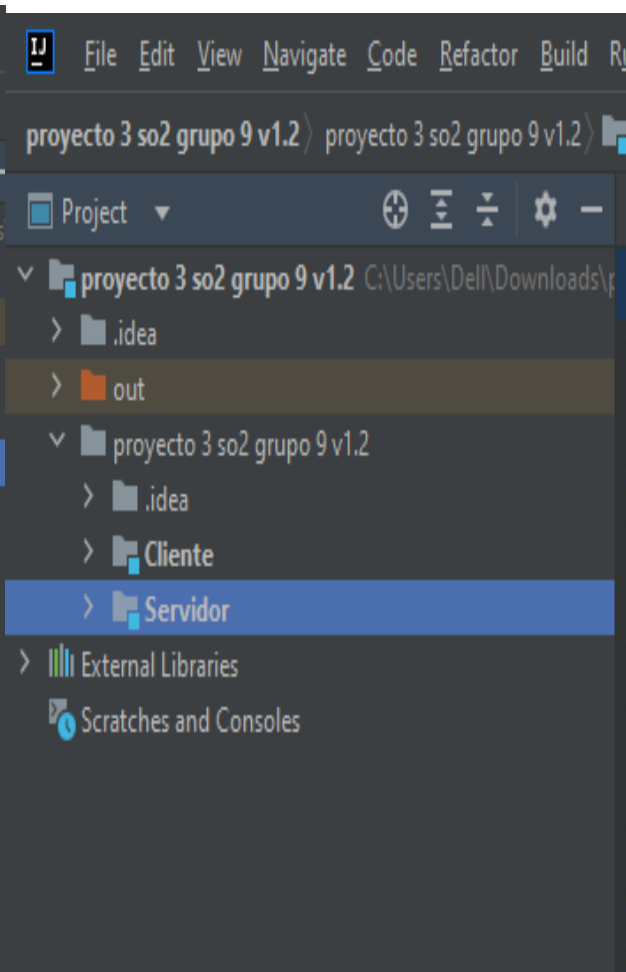 IJ File Edit View Navigate Code Refactor Build
proyecto 3 so2 grupo 9 v1.2 〉 proyecto 3 so2 grupo 9 v1.2 〉
Project
proyecto 3 so2 grupo 9 v1.2 C:\Users\Dell\Downloads\p
.idea
out
proyecto 3 so2 grupo 9 v1.2
.idea
Cliente
Servidor
External Libraries
Scratches and Consoles